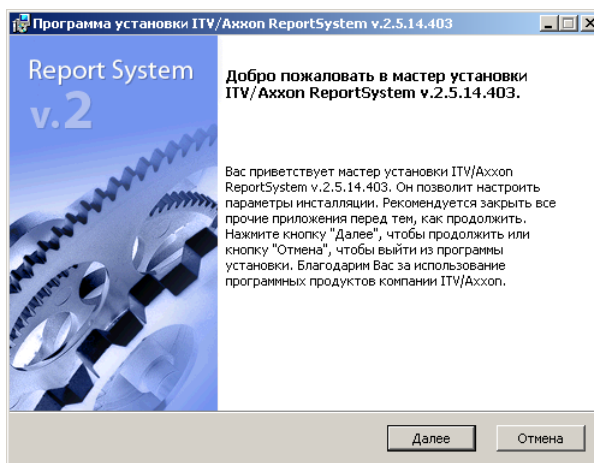 Программа установки ITV/Axxon ReportSystem v.2.5.14.403
Report System
v.2
Добро пожаловать в мастер установки
ITV/Axxon ReportSystem v.2.5.14.403.
Вас приветствует мастер установки ITV/Axxon
ReportSystem v.2.5.14.403. Он позволит настроить
параметры инсталляции. Рекомендуется закрыть все
прочие приложения перед тем, как продолжить.
Нажмите кнопку "Далее", чтобы продолжить или
кнопку "Отмена", чтобы выйти из программы
установки. Благодарим Вас за использование
программных продуктов компании ITV/Axxon.
Далее
Отмена